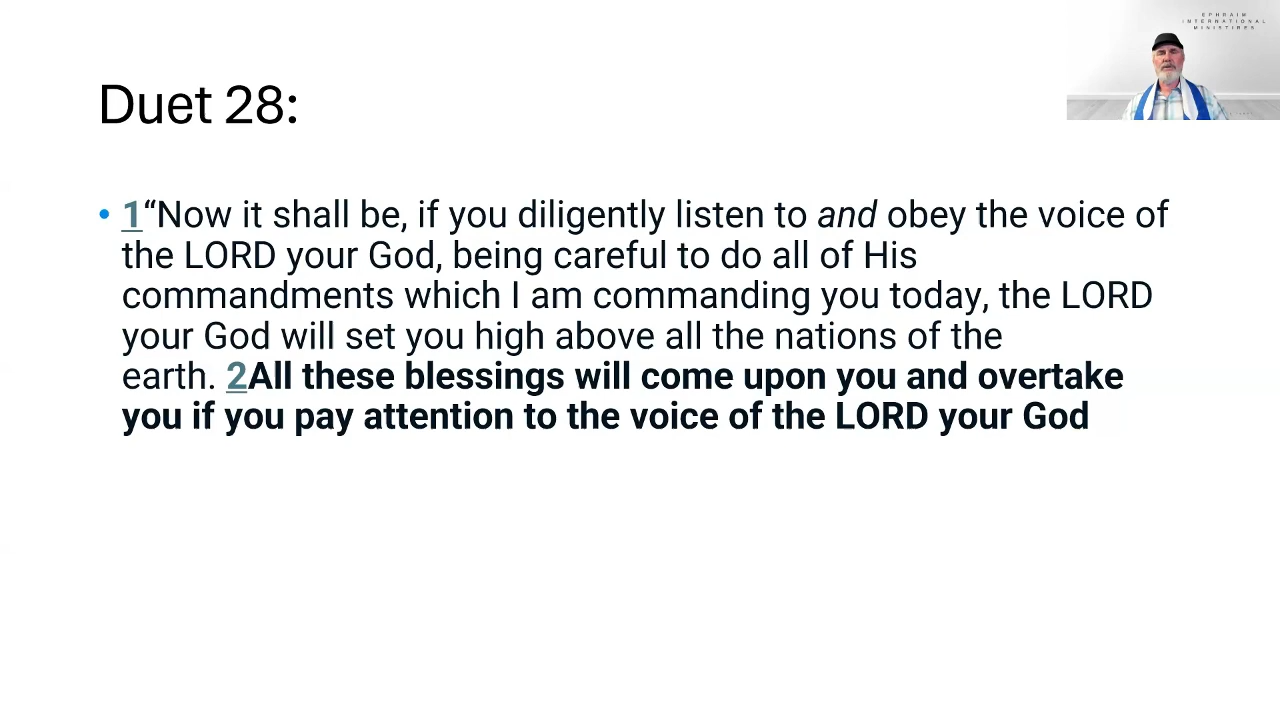 EPHRAIM
INTERNATIONAL
MINISTIRES
Duet 28:
• 1“Now it shall be, if you diligently listen to and obey the voice of
the LORD your God, being careful to do all of His
commandments which I am commanding you today, the LORD
your God will set you high above all the nations of the
earth. 2All these blessings will come upon you and overtake
you if you pay attention to the voice of the LORD your God